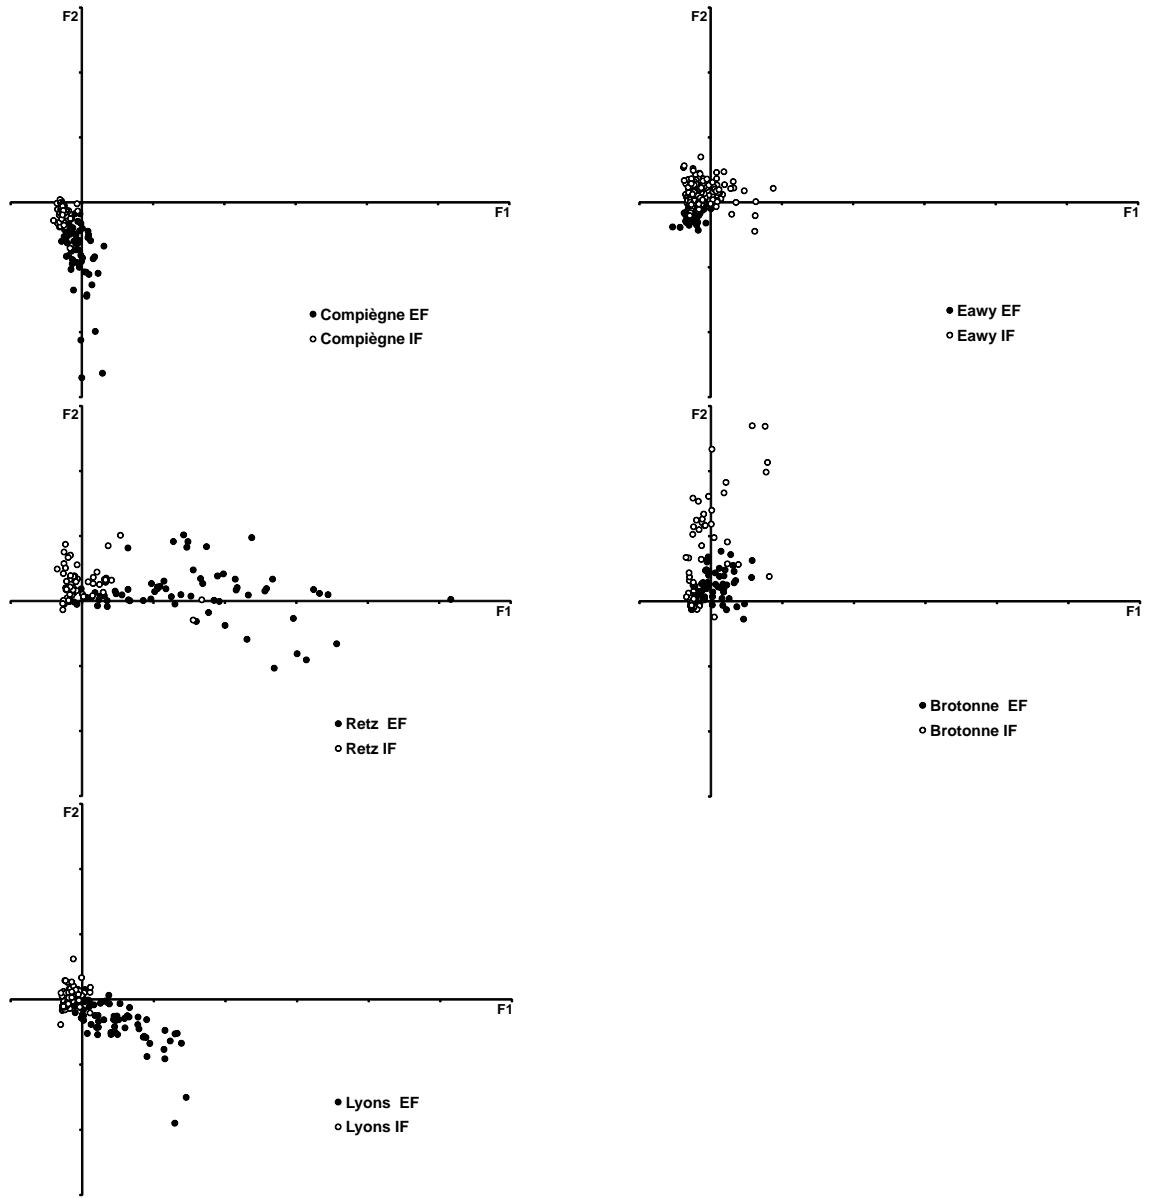 F2
F1
Compiègne EF
Compiègne IF
F2
F1
Eawy EF
Eawy IF
F2
F1
Retz EF
Retz IF
F2
F1
Brotonne EF
Brotonne IF
F2
F1
Lyons EF
Lyons IF